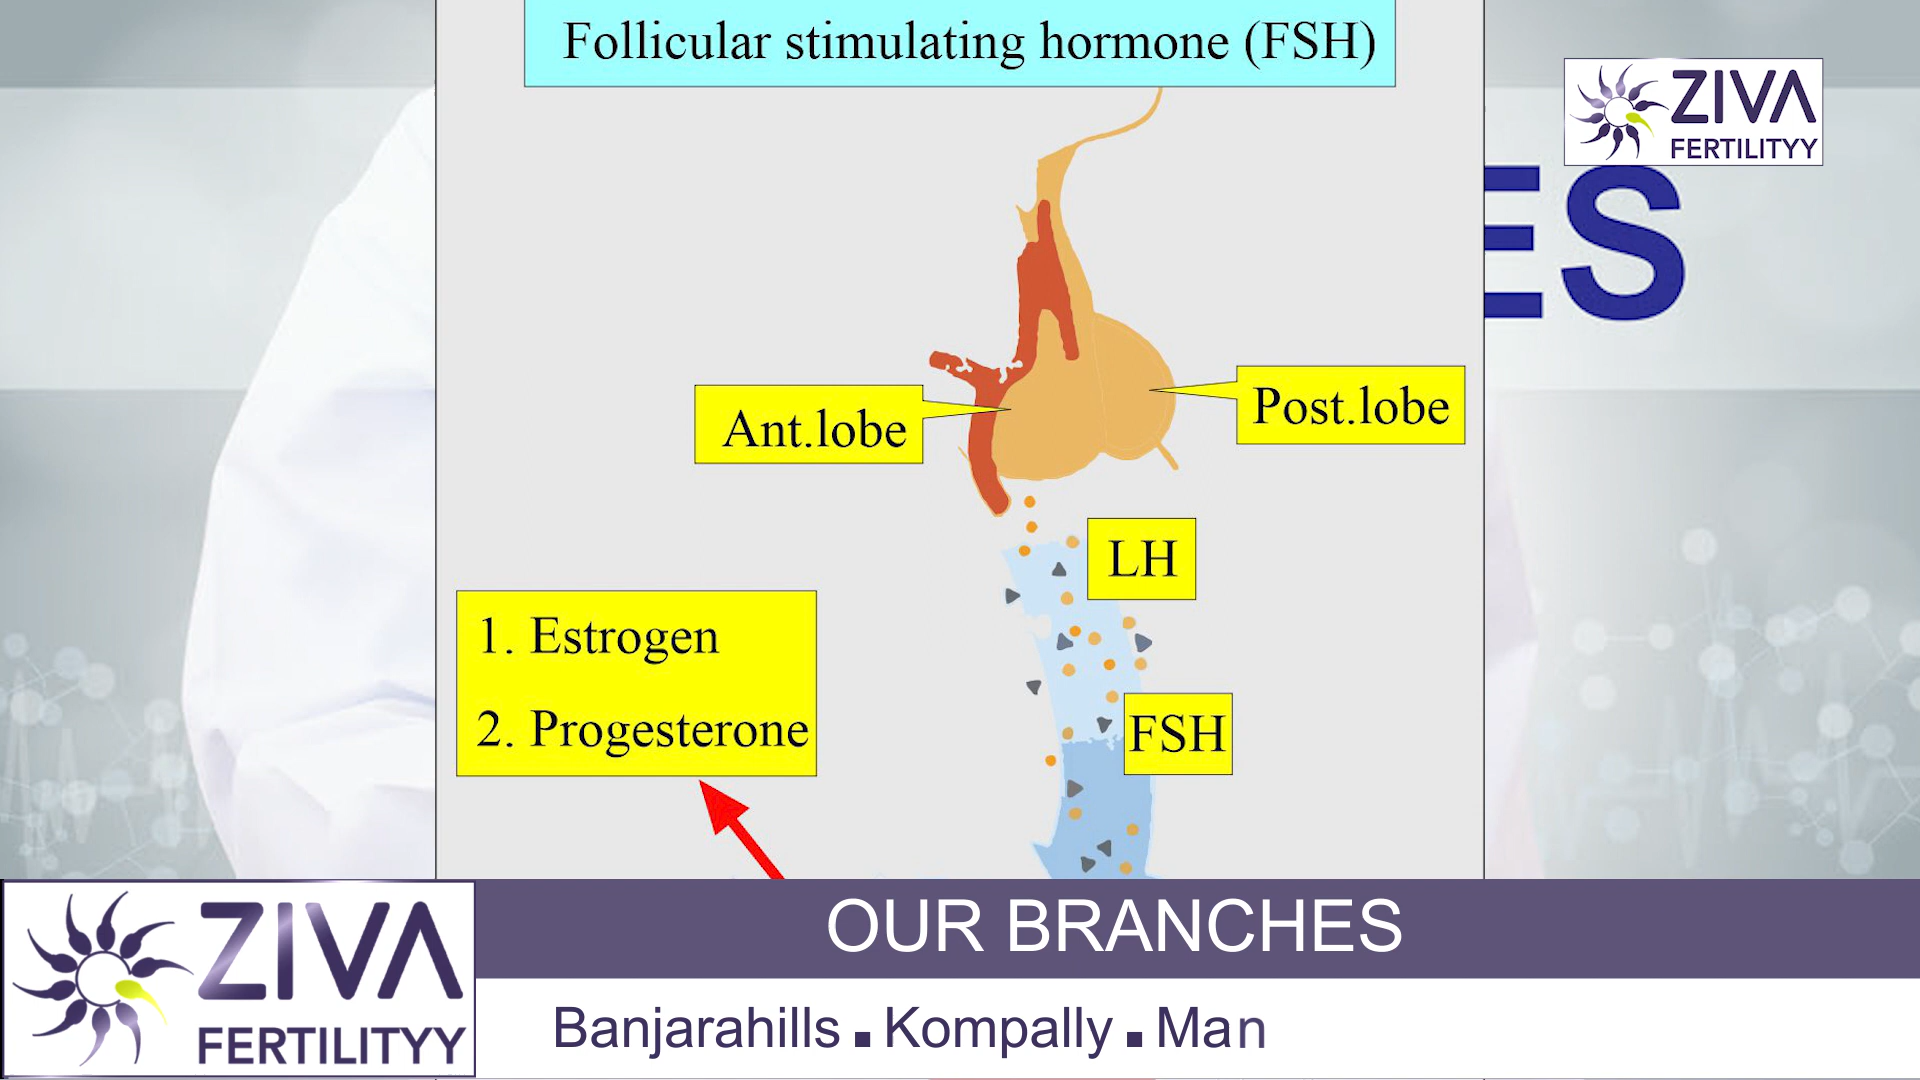 Follicular stimulating hormone (FSH)
ZIVA
FERTILITYY
ES
Ant.lobe
Post.lobe
LH
1. Estrogen
2. Progesterone
FSH
ZIVA
FERTILITYY
OUR BRANCHES
Banjarahills ▪ Kompally ▪ Man